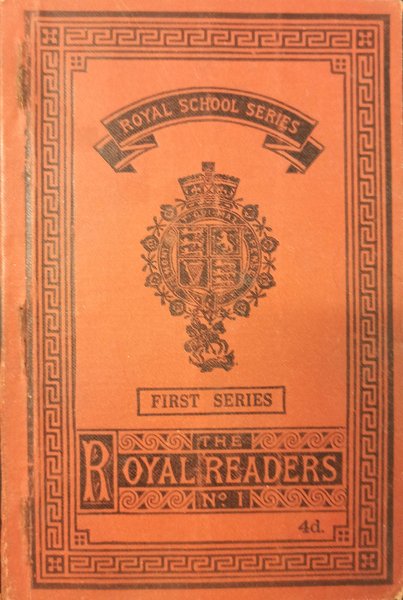 ROYAL SCHOOL SERIES
FIRST SERIES
THE
ROYAL READERS
No. 1
4d.